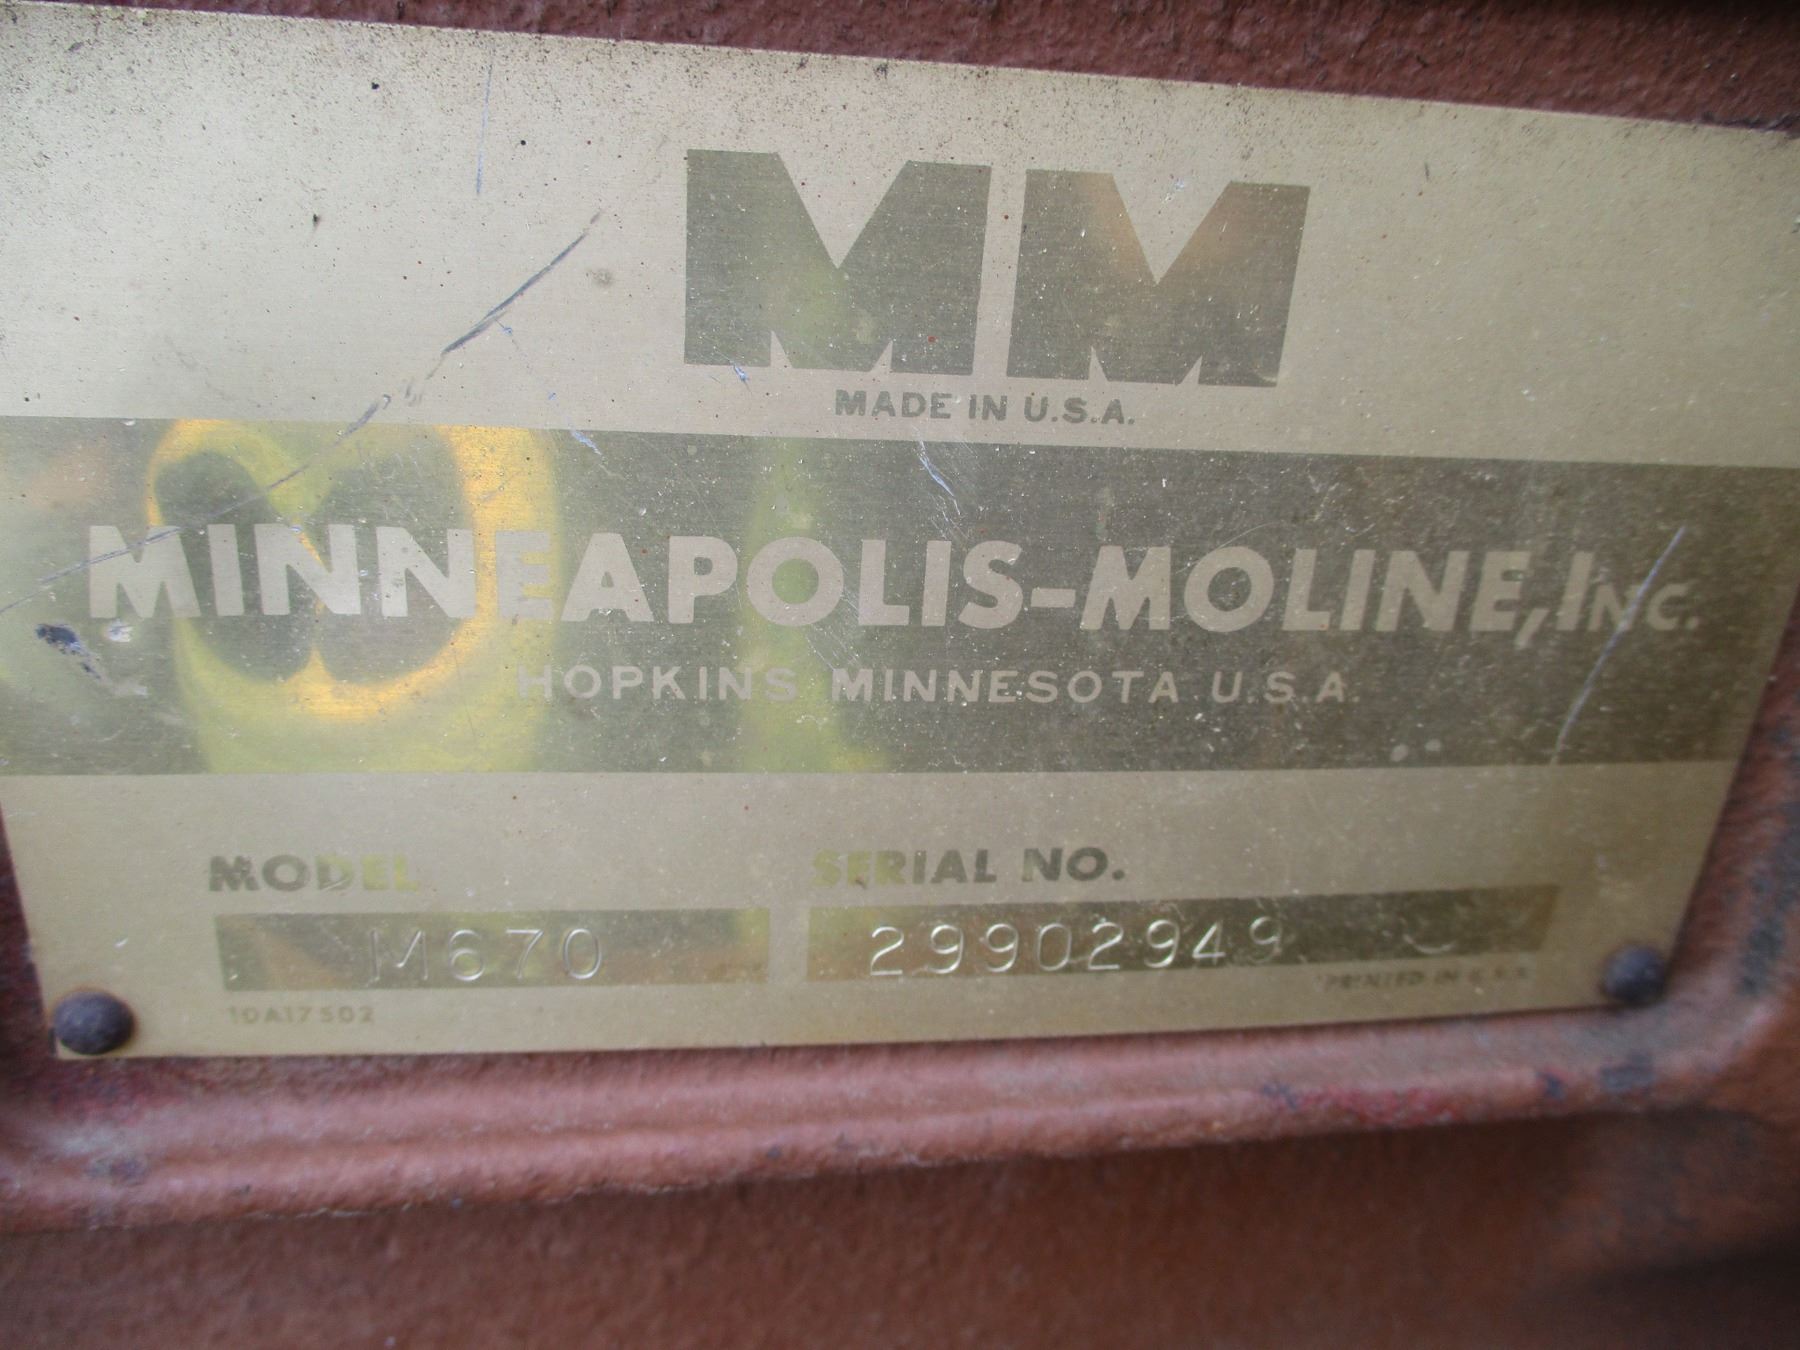 MM
MADE IN U.S.A.
MINNEAPOLIS-MOLINE, INC.
HOPKINS MINNESOTA U.S.A.
MODEL SERIAL NO.
M670 29902949
PRINTED IN U.S.A.
10A17502